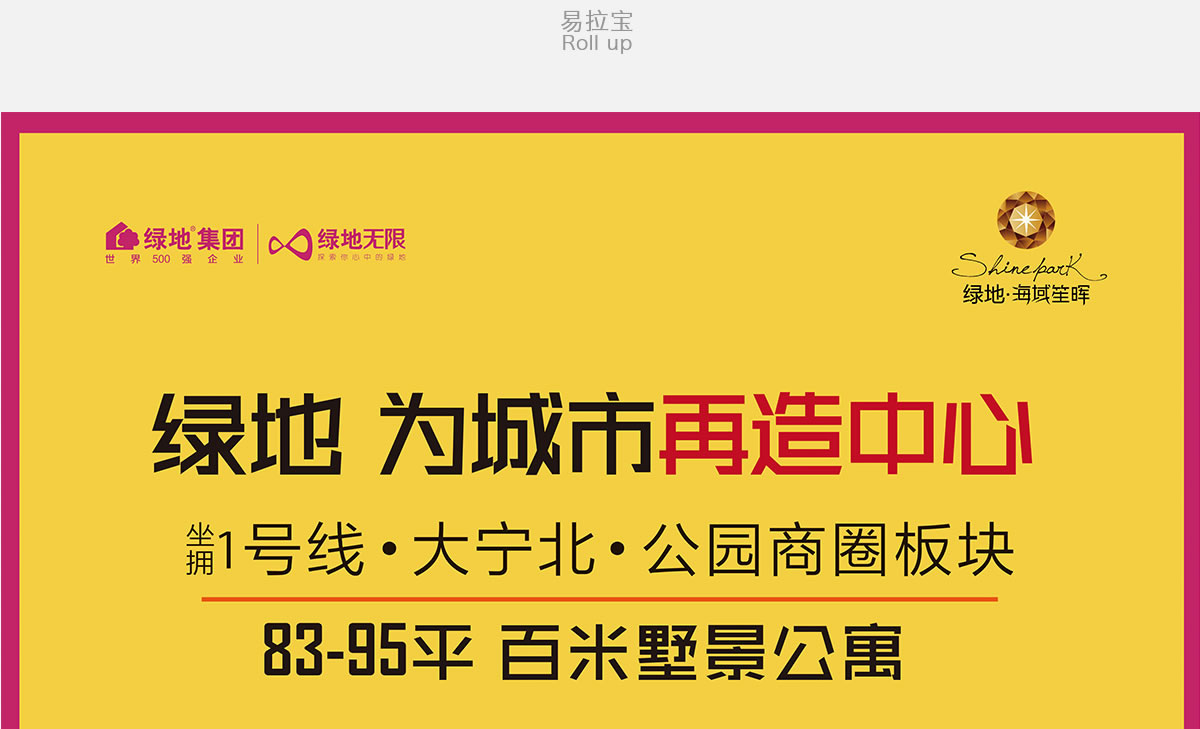 易拉宝
Roll up
绿地®集团
世界500强企业
绿地无限
探索你心中的绿地
Shine park
绿地·海域笙晖
绿地 为城市再造中心
坐拥1号线·大宁北·公园商圈板块
83-95平 百米墅景公寓